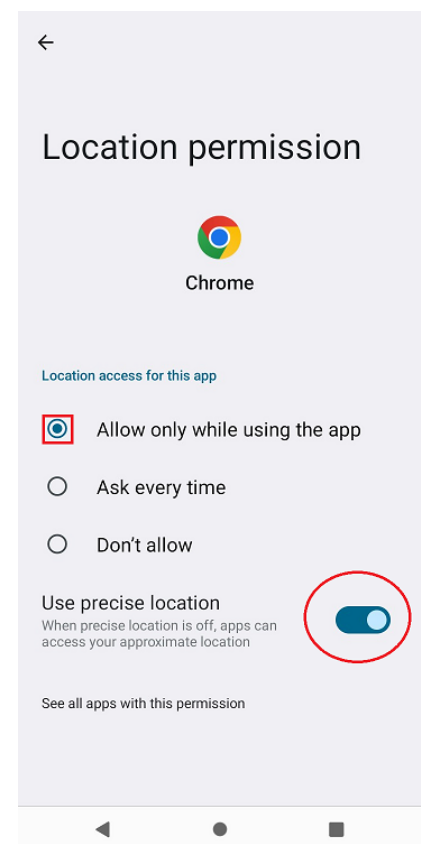 Location permission
Chrome
Location access for this app
Allow only while using the app
Ask every time
Don't allow
Use precise location
When precise location is off, apps can
access your approximate location
See all apps with this permission